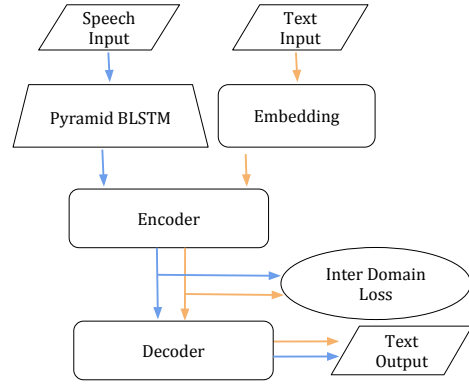 Speech
Input
Text
Input
Pyramid BLSTM
Embedding
Encoder
Inter Domain
Loss
Decoder
Text
Output